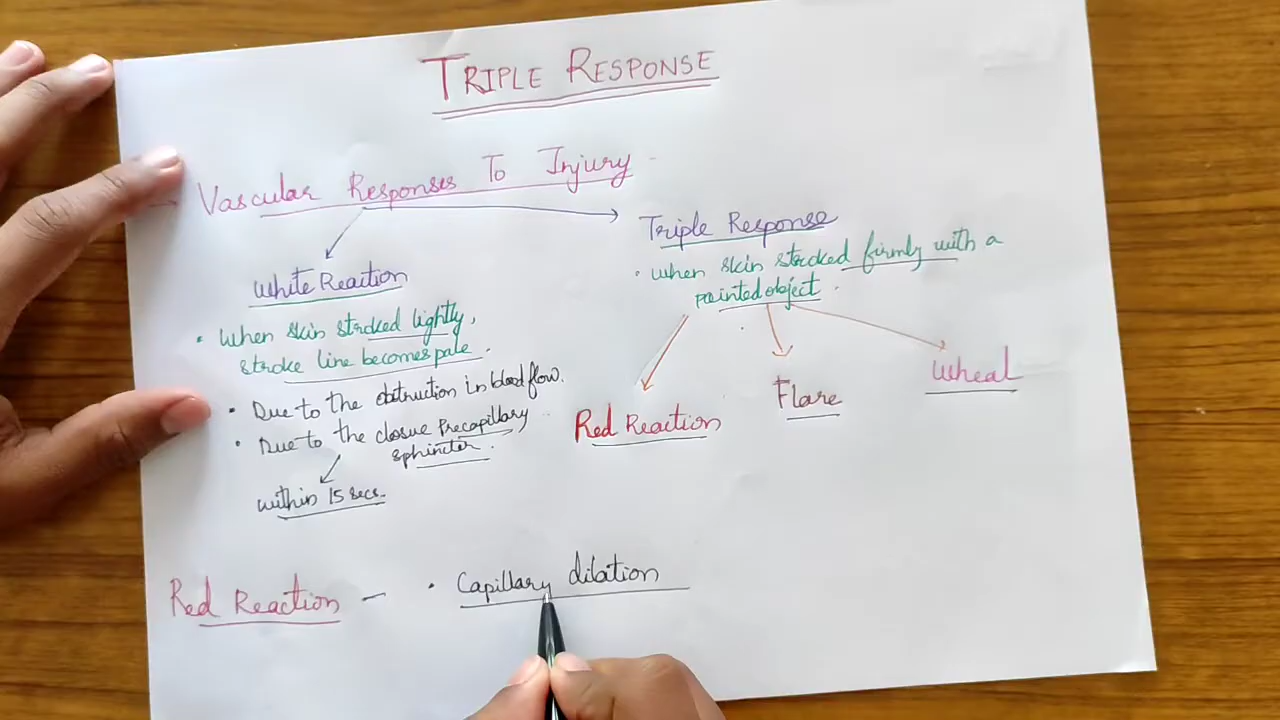 TRIPLE RESPONSE
Vascular Responses To Injury
White Reaction
• When skin stroked lightly,
stroke line becomes pale.
• Due to the obstruction in blood flow.
• Due to the closue Precapillary
sphincter.
within 15 secs.
Triple Response
• when skin stroked firmly with a
pointed object.
Red Reaction
Flare
Wheal
Red Reaction - • Capillary dilation